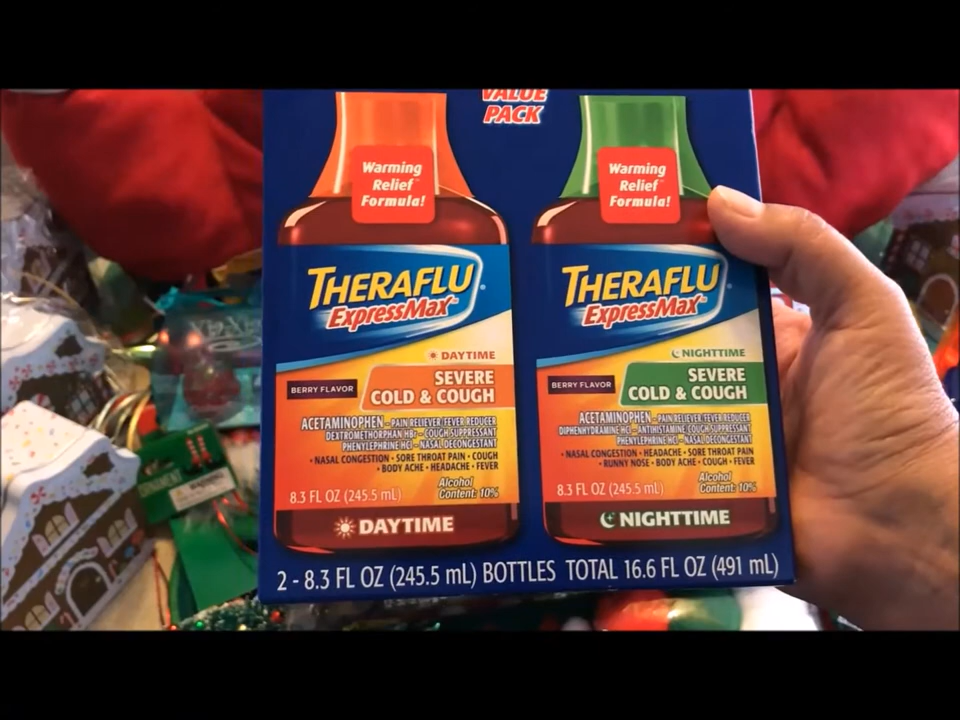 VALUE
PACK
Warming
Relief™
Formula!
THERAFLU®
ExpressMax™
DAYTIME
BERRY FLAVOR
SEVERE
COLD & COUGH
ACETAMINOPHEN – PAIN RELIEVER/FEVER REDUCER
DEXTROMETHORPHAN HBr – COUGH SUPPRESSANT
PHENYLEPHRINE HCl – NASAL DECONGESTANT
• NASAL CONGESTION • SORE THROAT PAIN • COUGH
• BODY ACHE • HEADACHE • FEVER
8.3 FL OZ (245.5 mL)
Alcohol
Content: 10%
DAYTIME
Warming
Relief™
Formula!
THERAFLU®
ExpressMax™
NIGHTTIME
BERRY FLAVOR
SEVERE
COLD & COUGH
ACETAMINOPHEN – PAIN RELIEVER/FEVER REDUCER
DIPHENHYDRAMINE HCl – ANTIHISTAMINE/COUGH SUPPRESSANT
PHENYLEPHRINE HCl – NASAL DECONGESTANT
• NASAL CONGESTION • HEADACHE • SORE THROAT PAIN
• RUNNY NOSE • BODY ACHE • COUGH • FEVER
8.3 FL OZ (245.5 mL)
Alcohol
Content: 10%
NIGHTTIME
2 - 8.3 FL OZ (245.5 mL) BOTTLES TOTAL 16.6 FL OZ (491 mL)
ORNAMENT